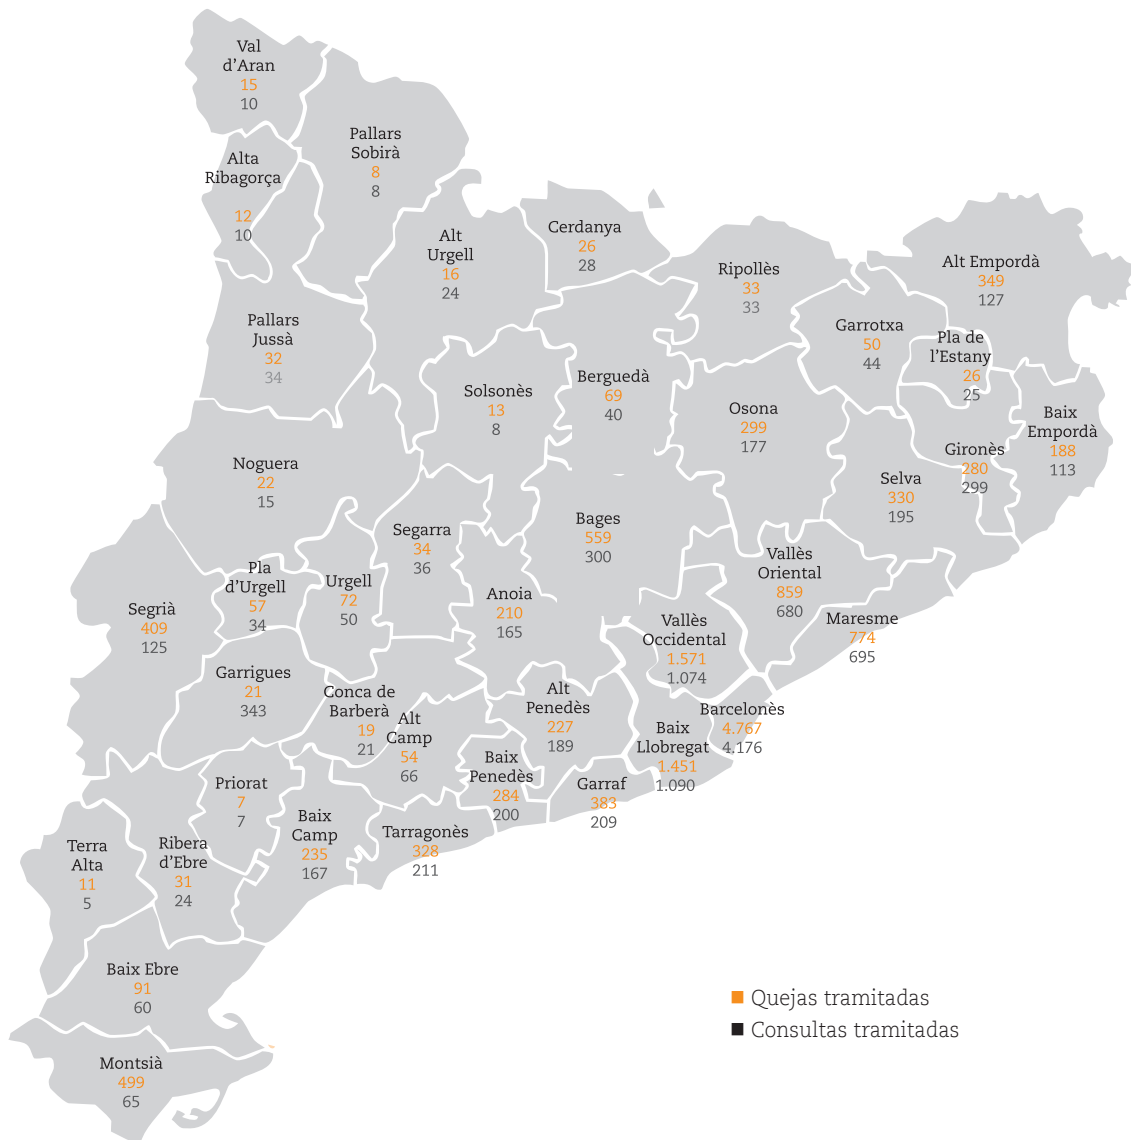 Val
d’Aran
15
10
Pallars
Sobirà
8
8
Alta
Ribagorça
12
10
Alt
Urgell
16
24
Cerdanya
26
28
Ripollès
33
33
Alt Empordà
349
127
Pallars
Jussà
32
34
Garrotxa
50
44
Pla de
l’Estany
26
25
Solsonès
13
8
Berguedà
69
40
Osona
299
177
Baix
Empordà
188
113
Gironès
280
299
Noguera
22
15
Selva
330
195
Segarra
34
36
Bages
559
300
Vallès
Oriental
859
680
Pla
d’Urgell
57
34
Urgell
72
50
Anoia
210
165
Segrià
409
125
Vallès
Occidental
1.571
1.074
Maresme
774
695
Garrigues
21
343
Conca de
Barberà
19
21
Alt
Camp
54
66
Alt
Penedès
227
189
Barcelonès
4.767
4.176
Baix
Llobregat
1.451
1.090
Baix
Penedès
284
200
Garraf
383
209
Priorat
7
7
Baix
Camp
235
167
Tarragonès
328
211
Terra
Alta
11
5
Ribera
d’Ebre
31
24
Baix Ebre
91
60
Montsià
499
65
Quejas tramitadas
Consultas tramitadas